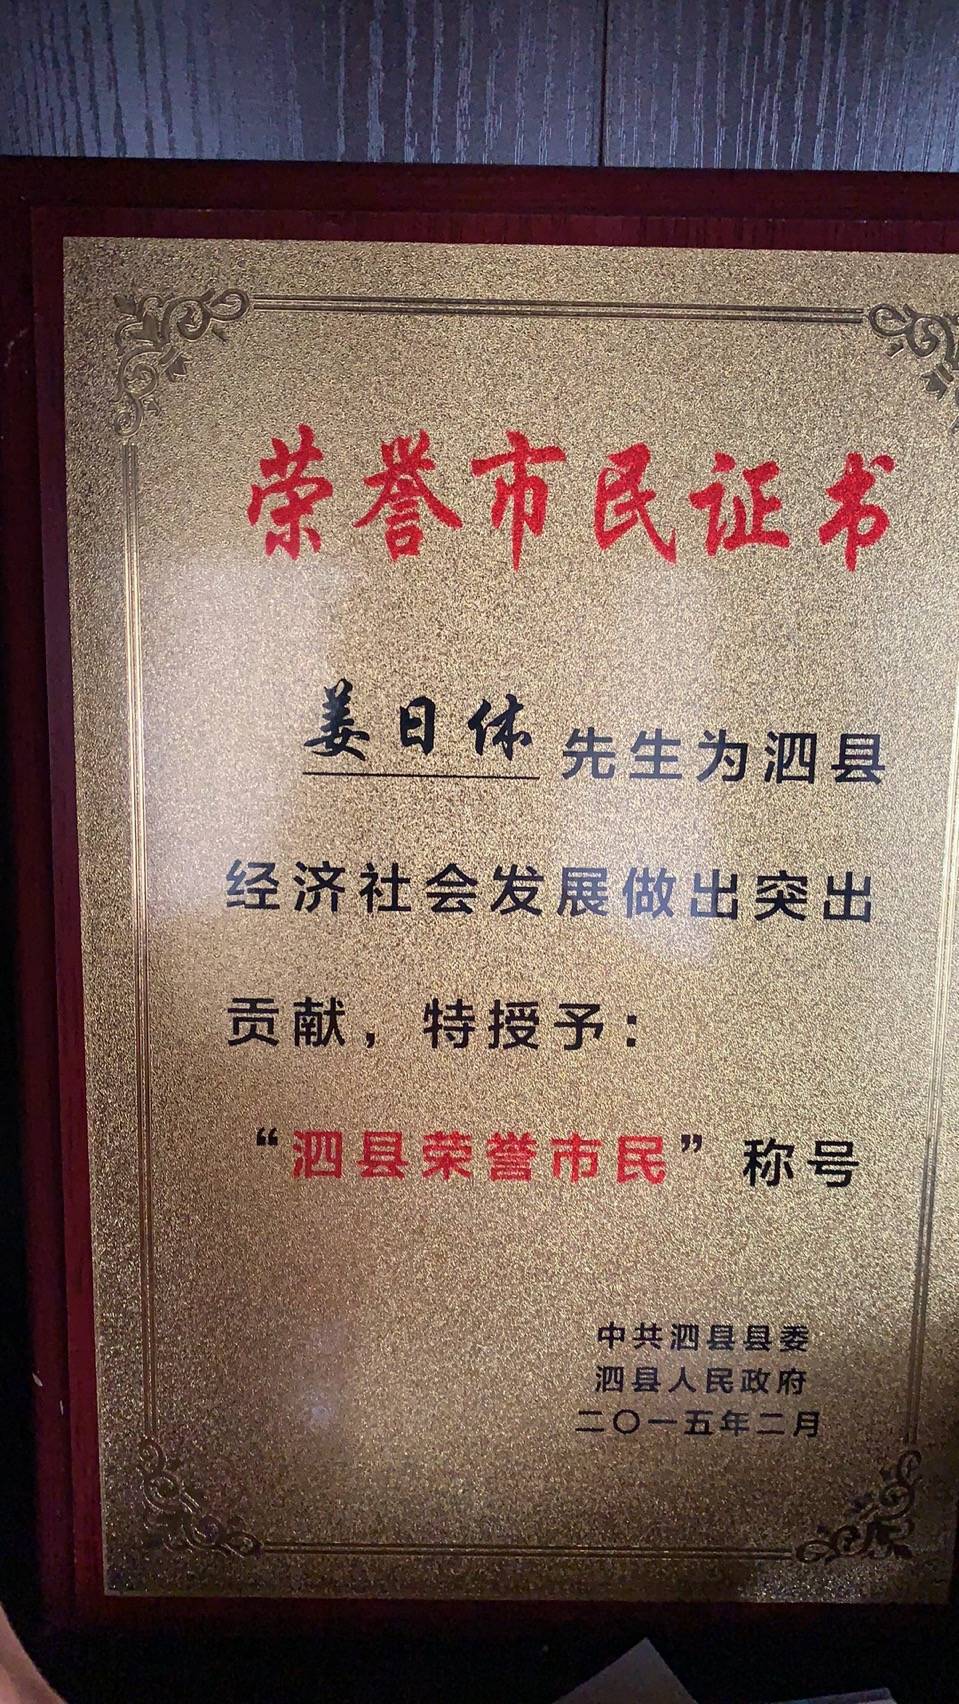 荣誉市民证书
姜日休 先生为泗县
经济社会发展做出突出
贡献，特授予：
“泗县荣誉市民”称号
中共泗县县委
泗县人民政府
二〇一五年二月